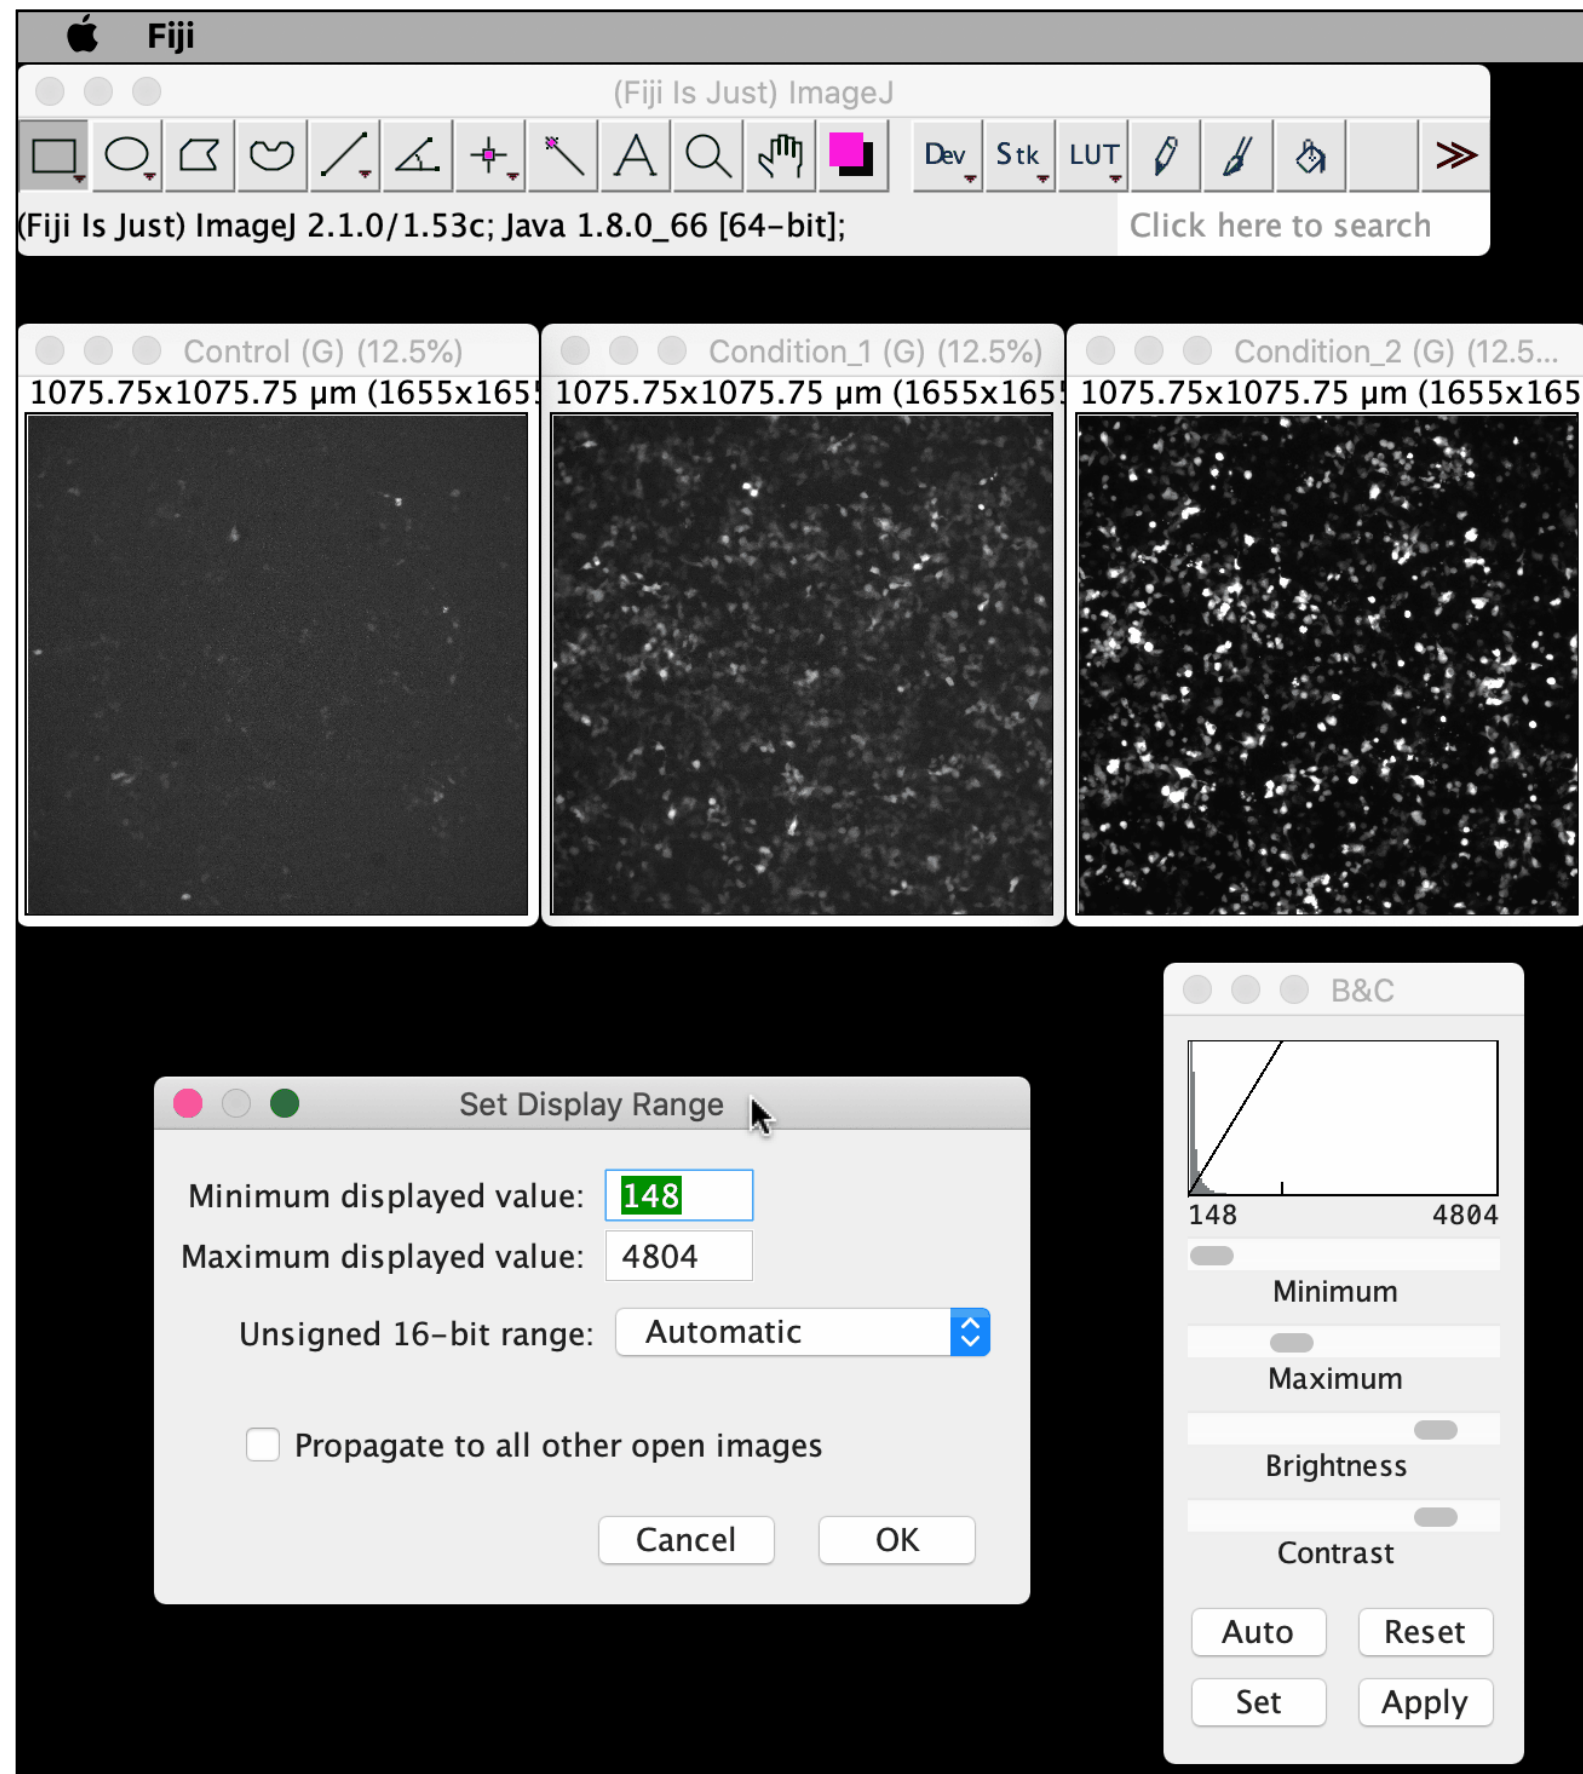 Fiji
(Fiji Is Just) ImageJ
A Dev Stk LUT
(Fiji Is Just) ImageJ 2.1.0/1.53c; Java 1.8.0_66 [64-bit];
Click here to search
Control (G) (12.5%)
1075.75x1075.75 µm (1655x165
Condition_1 (G) (12.5%)
1075.75x1075.75 µm (1655x165
Condition_2 (G) (12.5...
1075.75x1075.75 µm (1655x165
Set Display Range
Minimum displayed value: 148
Maximum displayed value: 4804
Unsigned 16-bit range: Automatic
Propagate to all other open images
Cancel OK
B&C
148 4804
Minimum
Maximum
Brightness
Contrast
Auto Reset
Set Apply